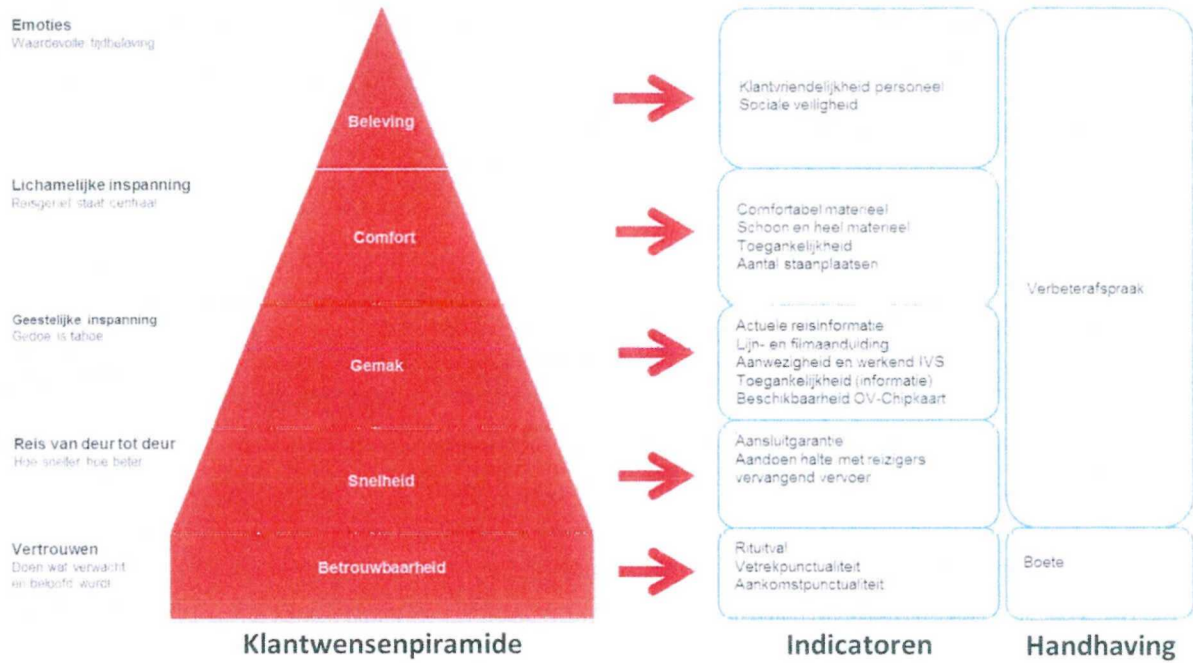 Emoties
Waardevolle tijdbeleving
Beleving
Klantvriendelijkheid personeel
Sociale veiligheid
Lichamelijke inspanning
Reisgerief staat centraal
Comfort
Comfortabel materieel
Schoon en heel materieel
Toegankelijkheid
Aantal staanplaatsen
Verbeterafspraak
Geestelijke inspanning
Gedoe is taboe
Gemak
Actuele reisinformatie
Lijn- en filmaanduiding
Aanwezigheid en werkend IVS
Toegankelijkheid (informatie)
Beschikbaarheid OV-Chipkaart
Reis van deur tot deur
Hoe sneller hoe beter
Snelheid
Aansluitgarantie
Aandoen halte met reizigers
vervangend vervoer
Vertrouwen
Doen wat verwacht
en beloofd wordt
Betrouwbaarheid
Rituitval
Vetrekpunctualiteit
Aankomstpunctualiteit
Boete
Klantwensenpiramide
Indicatoren
Handhaving